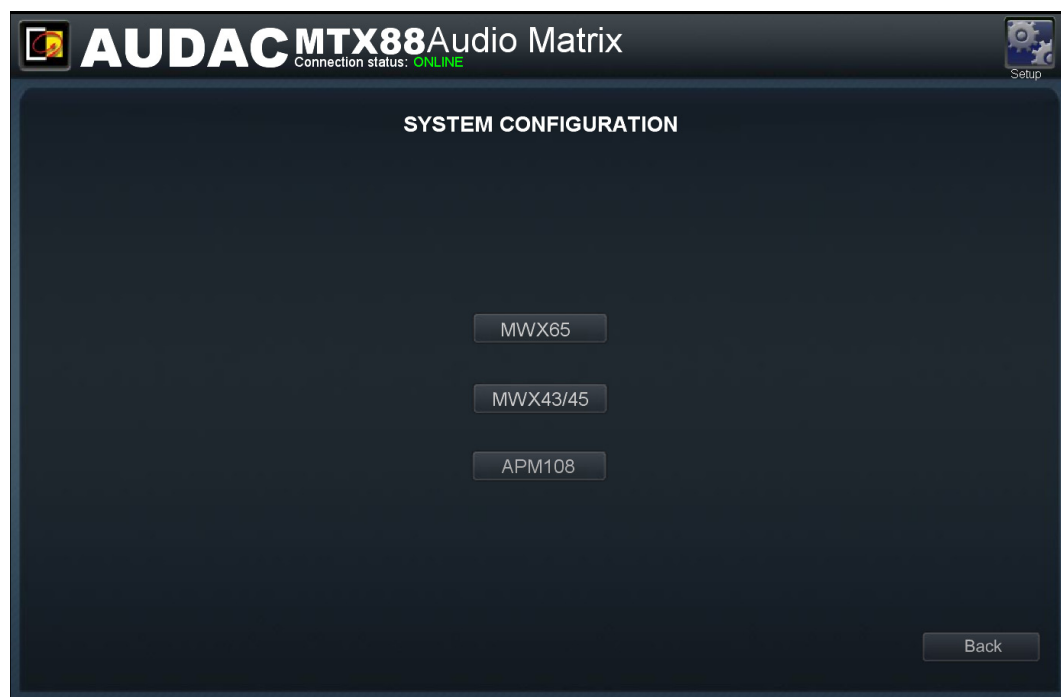 AUDAC MTX88 Audio Matrix
Connection status: ONLINE
Setup
SYSTEM CONFIGURATION
MWX65
MWX43/45
APM108
Back